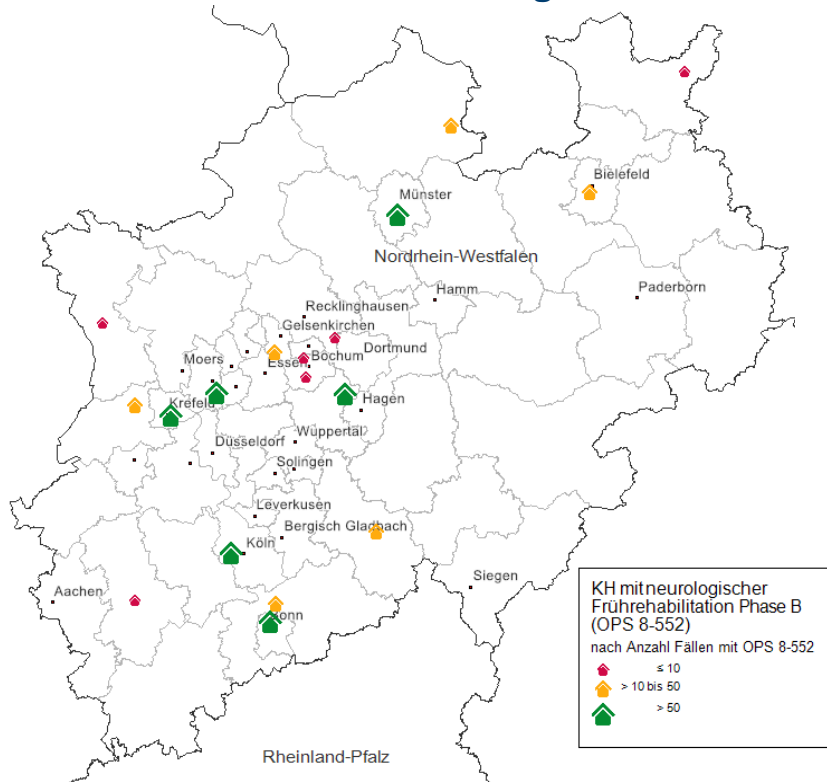 Bielefeld
Münster
Nordrhein-Westfalen
Hamm
Paderborn
Recklinghausen
Gelsenkirchen
Dortmund
Bochum
Moers
Essen
Krefeld
Hagen
Wuppertal
Düsseldorf
Solingen
Leverkusen
Bergisch Gladbach
Köln
Siegen
Aachen
onn
Rheinland-Pfalz
KH mit neurologischer
Frührehabilitation Phase B
(OPS 8-552)
nach Anzahl Fällen mit OPS 8-552
≤ 10
> 10 bis 50
> 50